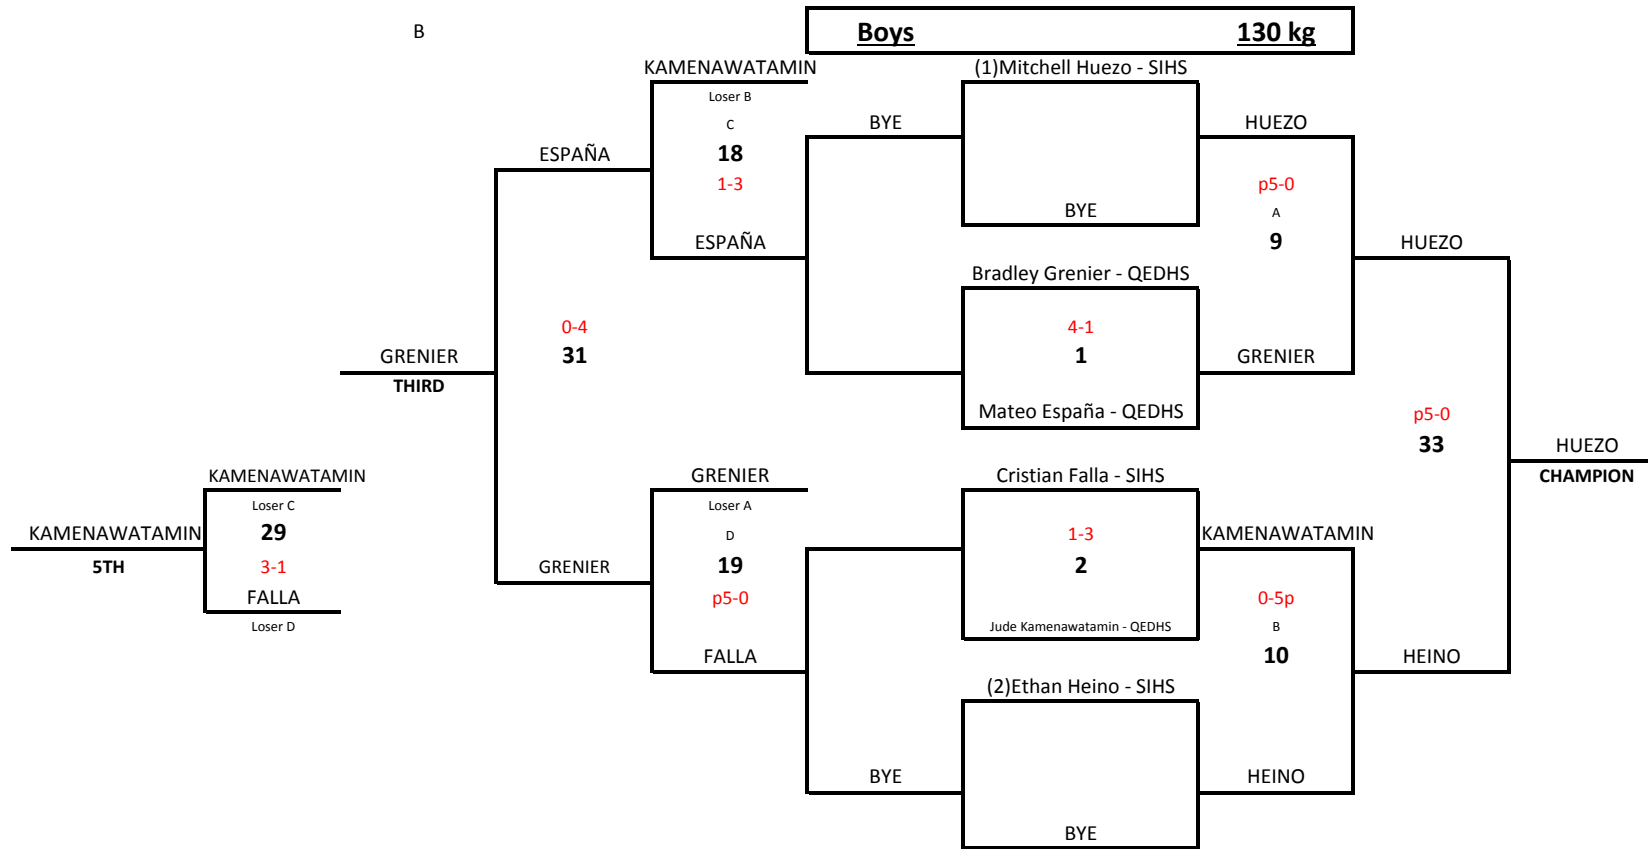 B
Boys 130 kg
KAMENAWATAMIN
(1)Mitchell Huezo - SIHS
Loser B
C
BYE
HUEZO
18
ESPAÑA
1-3
p5-0
BYE
A
ESPAÑA
9
HUEZO
Bradley Grenier - QEDHS
0-4
4-1
31
1
GRENIER
GRENIER
THIRD
Mateo España - QEDHS
p5-0
33
HUEZO
CHAMPION
KAMENAWATAMIN
GRENIER
Cristian Falla - SIHS
Loser C
Loser A
29
KAMENAWATAMIN
D
1-3
KAMENAWATAMIN
5TH
3-1
19
2
GRENIER
FALLA
p5-0
0-5p
Loser D
Jude Kamenawatamin - QEDHS
B
FALLA
10
HEINO
(2)Ethan Heino - SIHS
BYE
HEINO
BYE